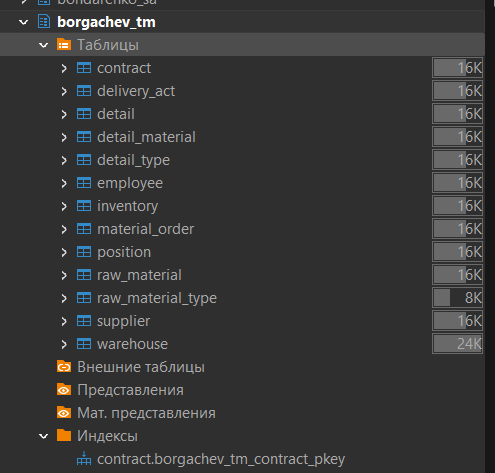 bondarenko_sa
borgachev_tm
Таблицы
contract 16K
delivery_act 16K
detail 16K
detail_material 16K
detail_type 16K
employee 16K
inventory 16K
material_order 16K
position 16K
raw_material 16K
raw_material_type 8K
supplier 16K
warehouse 24K
Внешние таблицы
Представления
Мат. представления
Индексы
contract.borgachev_tm_contract_pkey